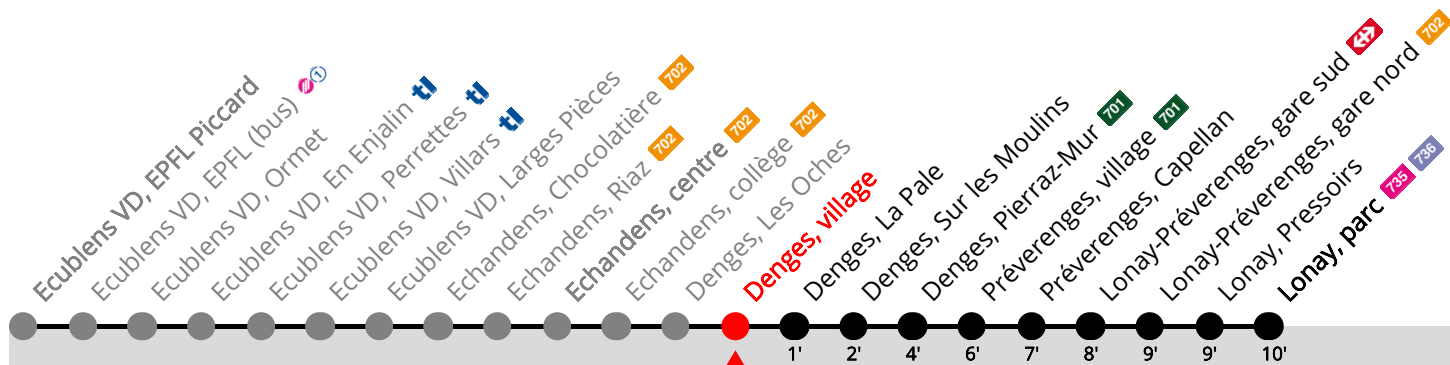 Ecublens VD, EPFL Piccard
Ecublens VD, EPFL (bus) 1
Ecublens VD, Ormet
Ecublens VD, En Enjalin tl
Ecublens VD, Perrettes tl
Ecublens VD, Villars tl
Ecublens VD, Larges Pièces
Echandens, Chocolatière 702
Echandens, Riaz 702
Echandens, centre 702
Echandens, collège 702
Denges, Les Oches
Denges, village
Denges, La Pale
Denges, Sur les Moulins
Denges, Pierraz-Mur 701
Préverenges, village 701
Préverenges, Capellan
Lonay-Préverenges, gare sud
Lonay-Préverenges, gare nord 702
Lonay, Pressoirs
Lonay, parc 735 736
1' 2' 4' 6' 7' 8' 9' 9' 10'